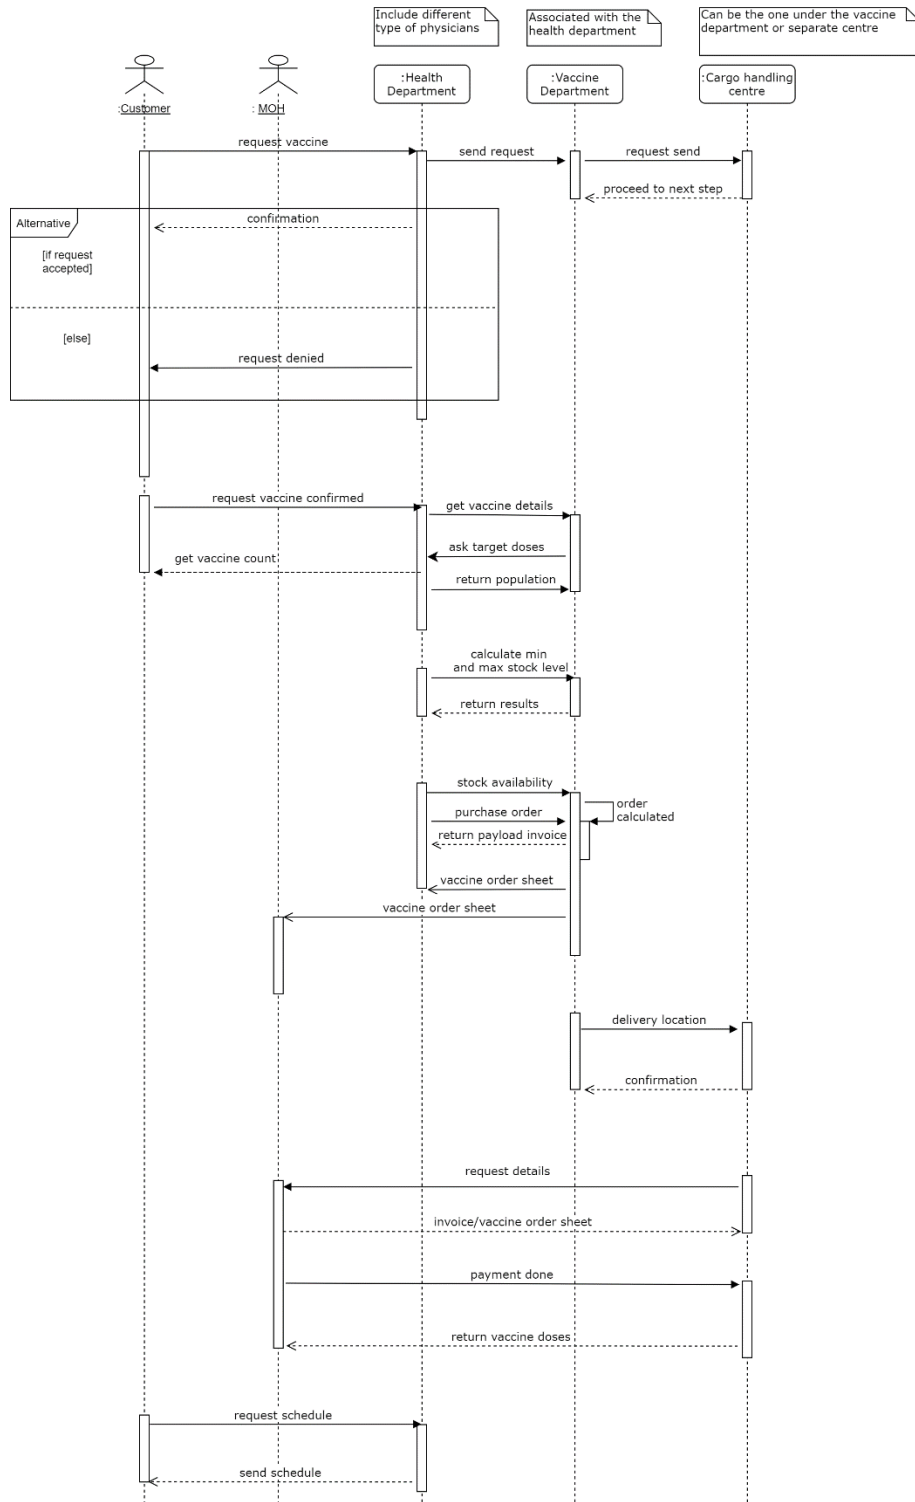 Include different
type of physicians
Associated with the
health department
Can be the one under the vaccine
department or separate centre
:Customer
: MOH
:Health
Department
:Vaccine
Department
:Cargo handling
centre
request vaccine
send request
request send
proceed to next step
Alternative
confirmation
[if request
accepted]
[else]
request denied
request vaccine confirmed
get vaccine details
ask target doses
get vaccine count
return population
calculate min
and max stock level
return results
stock availability
order
calculated
purchase order
return payload invoice
vaccine order sheet
vaccine order sheet
delivery location
confirmation
request details
invoice/vaccine order sheet
payment done
return vaccine doses
request schedule
send schedule